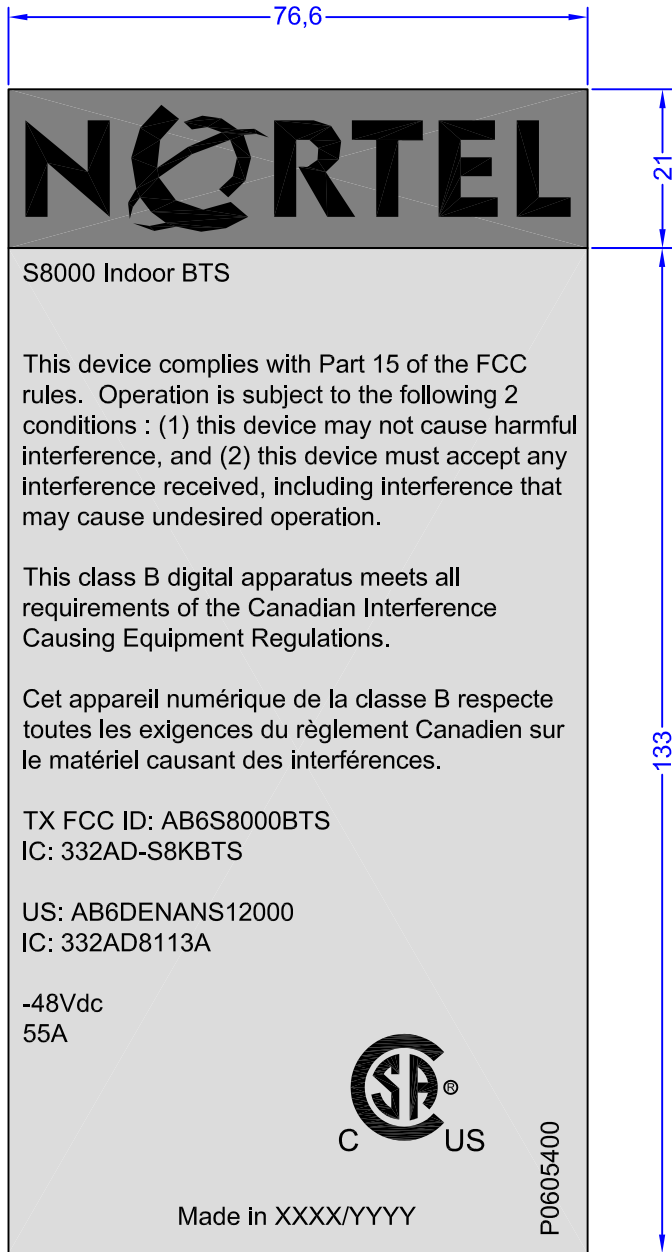 76,6
NORTEL
21
S8000 Indoor BTS
This device complies with Part 15 of the FCC
rules.  Operation is subject to the following 2
conditions : (1) this device may not cause harmful
interference, and (2) this device must accept any
interference received, including interference that
may cause undesired operation.
This class B digital apparatus meets all
requirements of the Canadian Interference
Causing Equipment Regulations.
Cet appareil numérique de la classe B respecte
toutes les exigences du règlement Canadien sur
le matériel causant des interférences.
133
TX FCC ID: AB6S8000BTS
IC: 332AD-S8KBTS
US: AB6DENANS12000
IC: 332AD8113A
-48Vdc
55A
CSA ®
C US
P0605400
Made in XXXX/YYYY